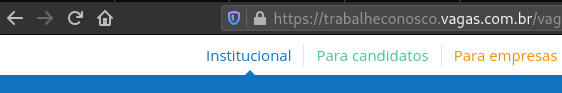 https://trabalheconosco.vagas.com.br/vag
Institucional Para candidatos Para empresas